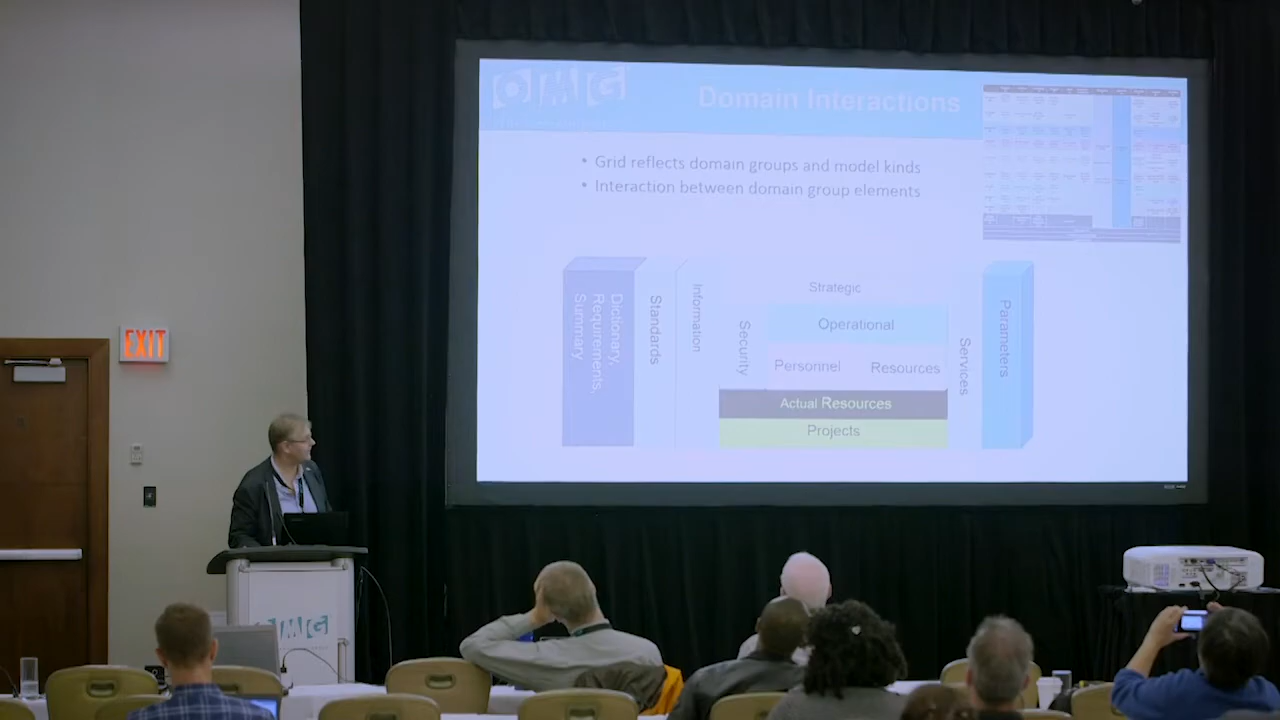 OMG
Domain Interactions
• Grid reflects domain groups and model kinds
• Interaction between domain group elements
Dictionary,
Requirements,
Summary
Standards
Information
Security
Strategic
Operational
Personnel
Resources
Actual Resources
Projects
Services
Parameters
EXIT
OMG